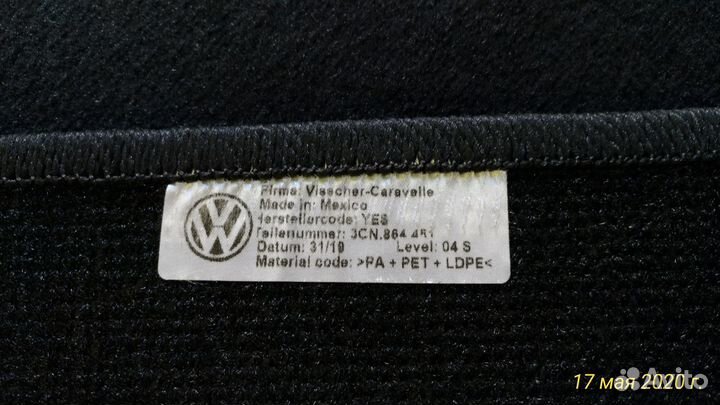 Firma: Visscher-Caravelle
Made in: Mexico
Herstellercode: YES
Teilenummer: 3CN.864.451
Datum: 31/19 Level: 04 S
Material code: >PA + PET + LDPE<
17 мая 2020 г.
Avito